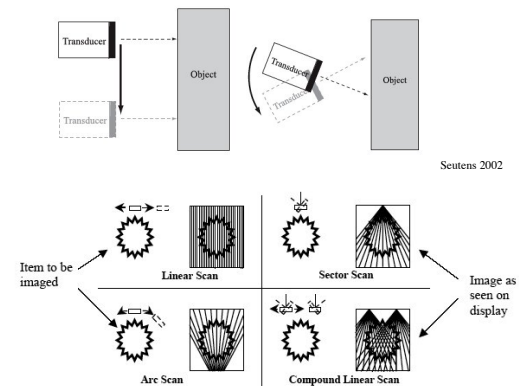 Transducer
Transducer
Object
Transducer
Transducer
Object
Seutens 2002
Item to be
imaged
Linear Scan
Sector Scan
Image as
seen on
display
Arc Scan
Compound Linear Scan